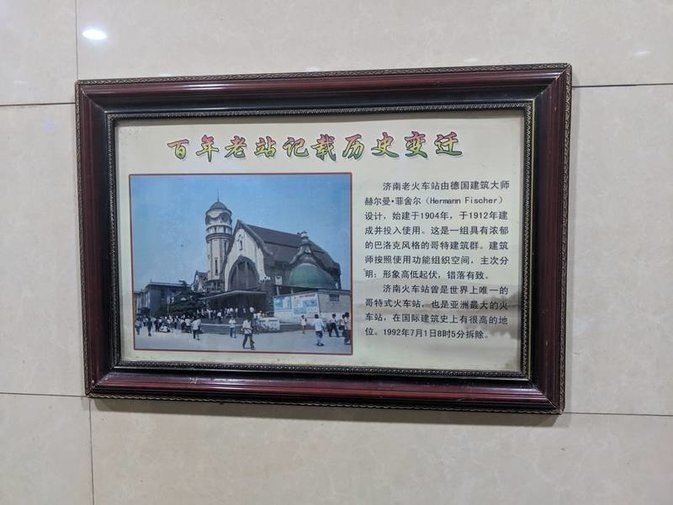 百年老站记载历史变迁
济南老火车站由德国建筑大师
赫尔曼·菲舍尔（Hermann Fischer）
设计，始建于1904年，于1912年建
成并投入使用。这是一组具有浓郁
的巴洛克风格的哥特建筑群。建筑
师按照使用功能组织空间，主次分
明；形象高低起伏，错落有致。
济南火车站曾是世界上唯一的
哥特式火车站，也是亚洲最大的火
车站，在国际建筑史上有很高的地
位。1992年7月1日8时5分拆除。